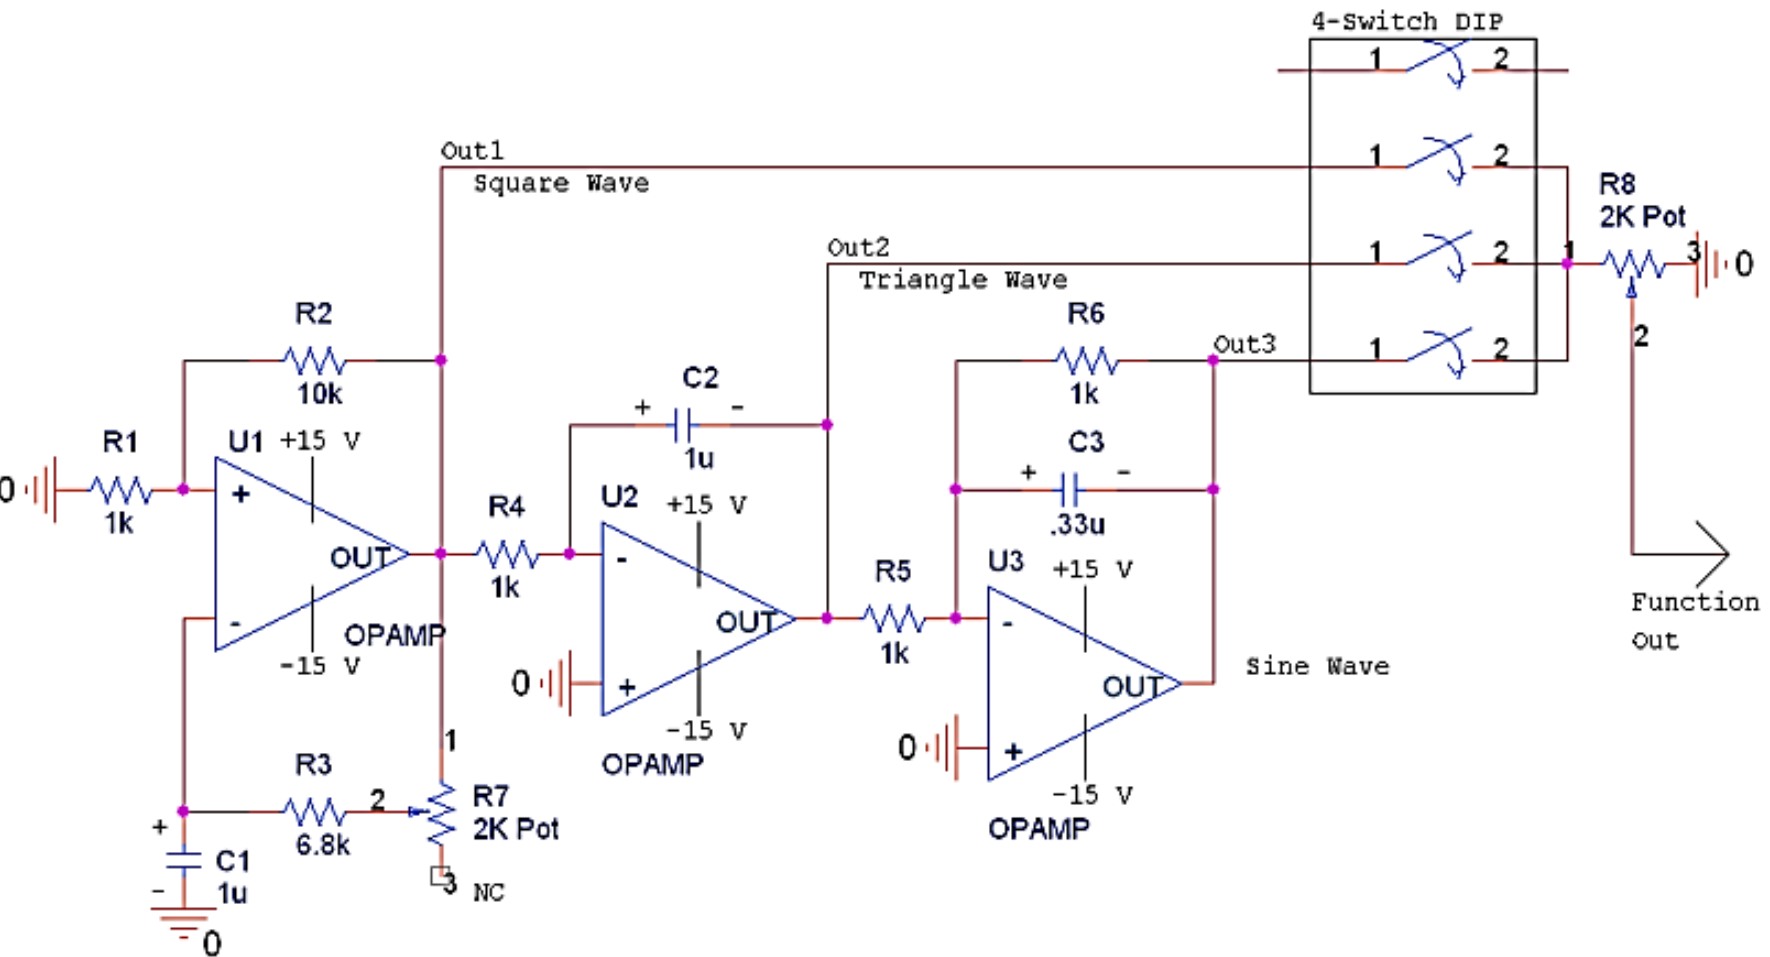 4-Switch DIP
1 2
Out1
Square Wave
1 2
R8
2K Pot
Out2
Triangle Wave
1 2
1 3
0
2
R2
10k
R6
1k
Out3
1 2
C2
+ -
1u
R1
1k
0
U1
+15 V
+
OUT
-
-15 V
OPAMP
R4
1k
U2
+15 V
-
OUT
+
0
-15 V
OPAMP
C3
+ -
.33u
R5
1k
U3
+15 V
-
OUT
+
0
-15 V
OPAMP
Sine Wave
Function
Out
R3
6.8k
1
2
R7
2K Pot
3
NC
+
C1
1u
-
0